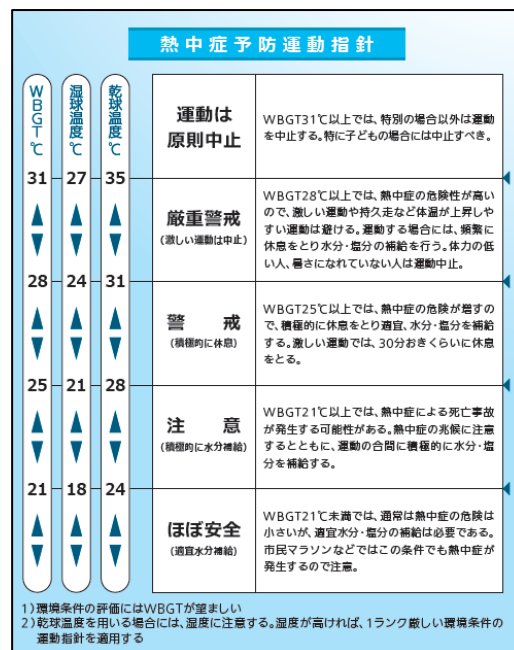 熱中症予防運動指針
WBGT℃
湿球温度℃
乾球温度℃
運動は
原則中止
WBGT31℃以上では、特別の場合以外は運動
を中止する。特に子どもの場合には中止すべき。
31 27 35
厳重警戒
(激しい運動は中止)
WBGT28℃以上では、熱中症の危険性が高い
ので、激しい運動や持久走など体温が上昇しや
すい運動は避ける。運動する場合には、頻繁に
休息をとり水分・塩分の補給を行う。体力の低
い人、暑さになれていない人は運動中止。
28 24 31
警戒
(積極的に休息)
WBGT25℃以上では、熱中症の危険が増すの
で、積極的に休息をとり適宜、水分・塩分を補給
する。激しい運動では、30分おきくらいに休息
をとる。
25 21 28
注意
(積極的に水分補給)
WBGT21℃以上では、熱中症による死亡事故
が発生する可能性がある。熱中症の兆候に注意
するとともに、運動の合間に積極的に水分・塩
分を補給する。
21 18 24
ほぼ安全
(適宜水分補給)
WBGT21℃未満では、通常は熱中症の危険は
小さいが、適宜水分・塩分の補給は必要である。
市民マラソンなどではこの条件でも熱中症が
発生するので注意。
1)環境条件の評価にはWBGTが望ましい
2)乾球温度を用いる場合には、湿度に注意する。湿度が高ければ、1ランク厳しい環境条件の
運動指針を適用する